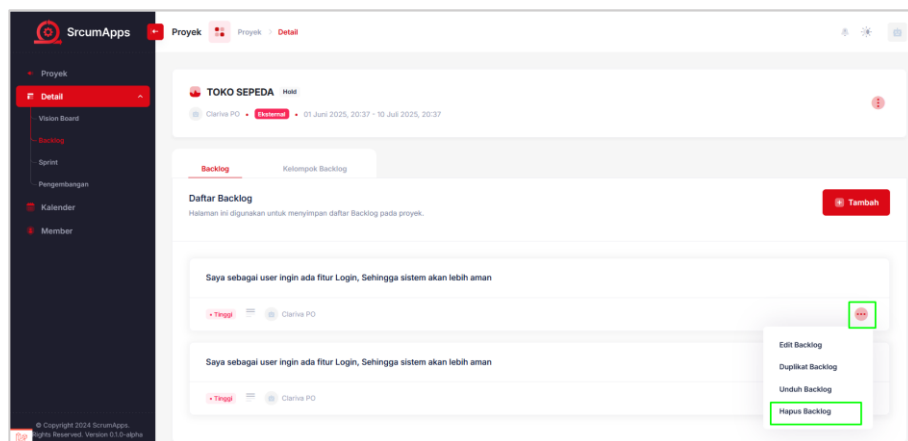 SrcumApps
Proyek
Proyek > Detail
Proyek
Detail
Vision Board
Backlog
Sprint
Pengembangan
Kalender
Member
TOKO SEPEDA Hold
Clariva PO • Eksternal • 01 Juni 2025, 20:37 - 10 Juli 2025, 20:37
Backlog
Kelompok Backlog
Daftar Backlog
Halaman ini digunakan untuk menyimpan daftar Backlog pada proyek.
Tambah
Saya sebagai user ingin ada fitur Login, Sehingga sistem akan lebih aman
• Tinggi
Clariva PO
Edit Backlog
Duplikat Backlog
Unduh Backlog
Hapus Backlog
Saya sebagai user ingin ada fitur Login, Sehingga sistem akan lebih aman
• Tinggi
Clariva PO
© Copyright 2024 ScrumApps.
Rights Reserved. Version 0.1.0-alpha